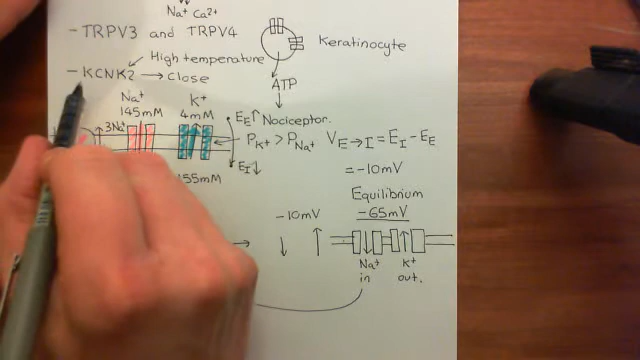 Na⁺ Ca²⁺
- TRPV3 and TRPV4
Keratinocyte
High temperature
- KCNK2 → Close
ATP
Na⁺
145mM
K⁺
4mM
3Na⁺
E_E↑ Nociceptor.
P_K⁺ > P_Na⁺
V_E→I = E_I - E_E
E_I↓
155mM
= -10mV
Equilibrium
-65mV
-10mV
Na⁺
in
K⁺
out.